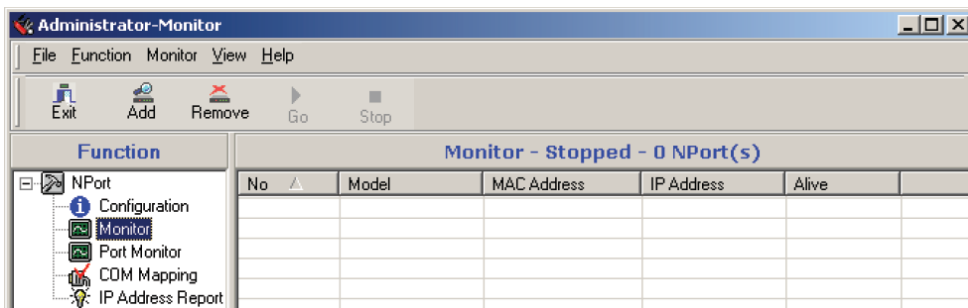 Administrator-Monitor
File Function Monitor View Help
Exit Add Remove Go Stop
Function
Monitor - Stopped - 0 NPort(s)
NPort
No Model MAC Address IP Address Alive
Configuration
Monitor
Port Monitor
COM Mapping
IP Address Report